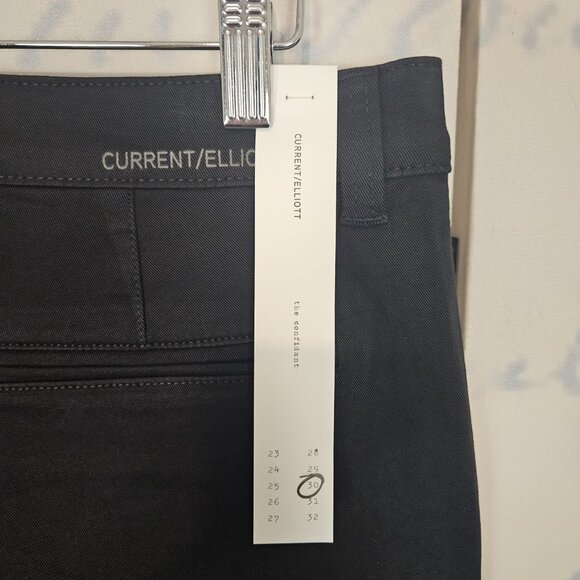 CURRENT/ELLIO
CURRENT/ELLIOTT
the confidant
23 28
24 29
25 30
26 31
27 32